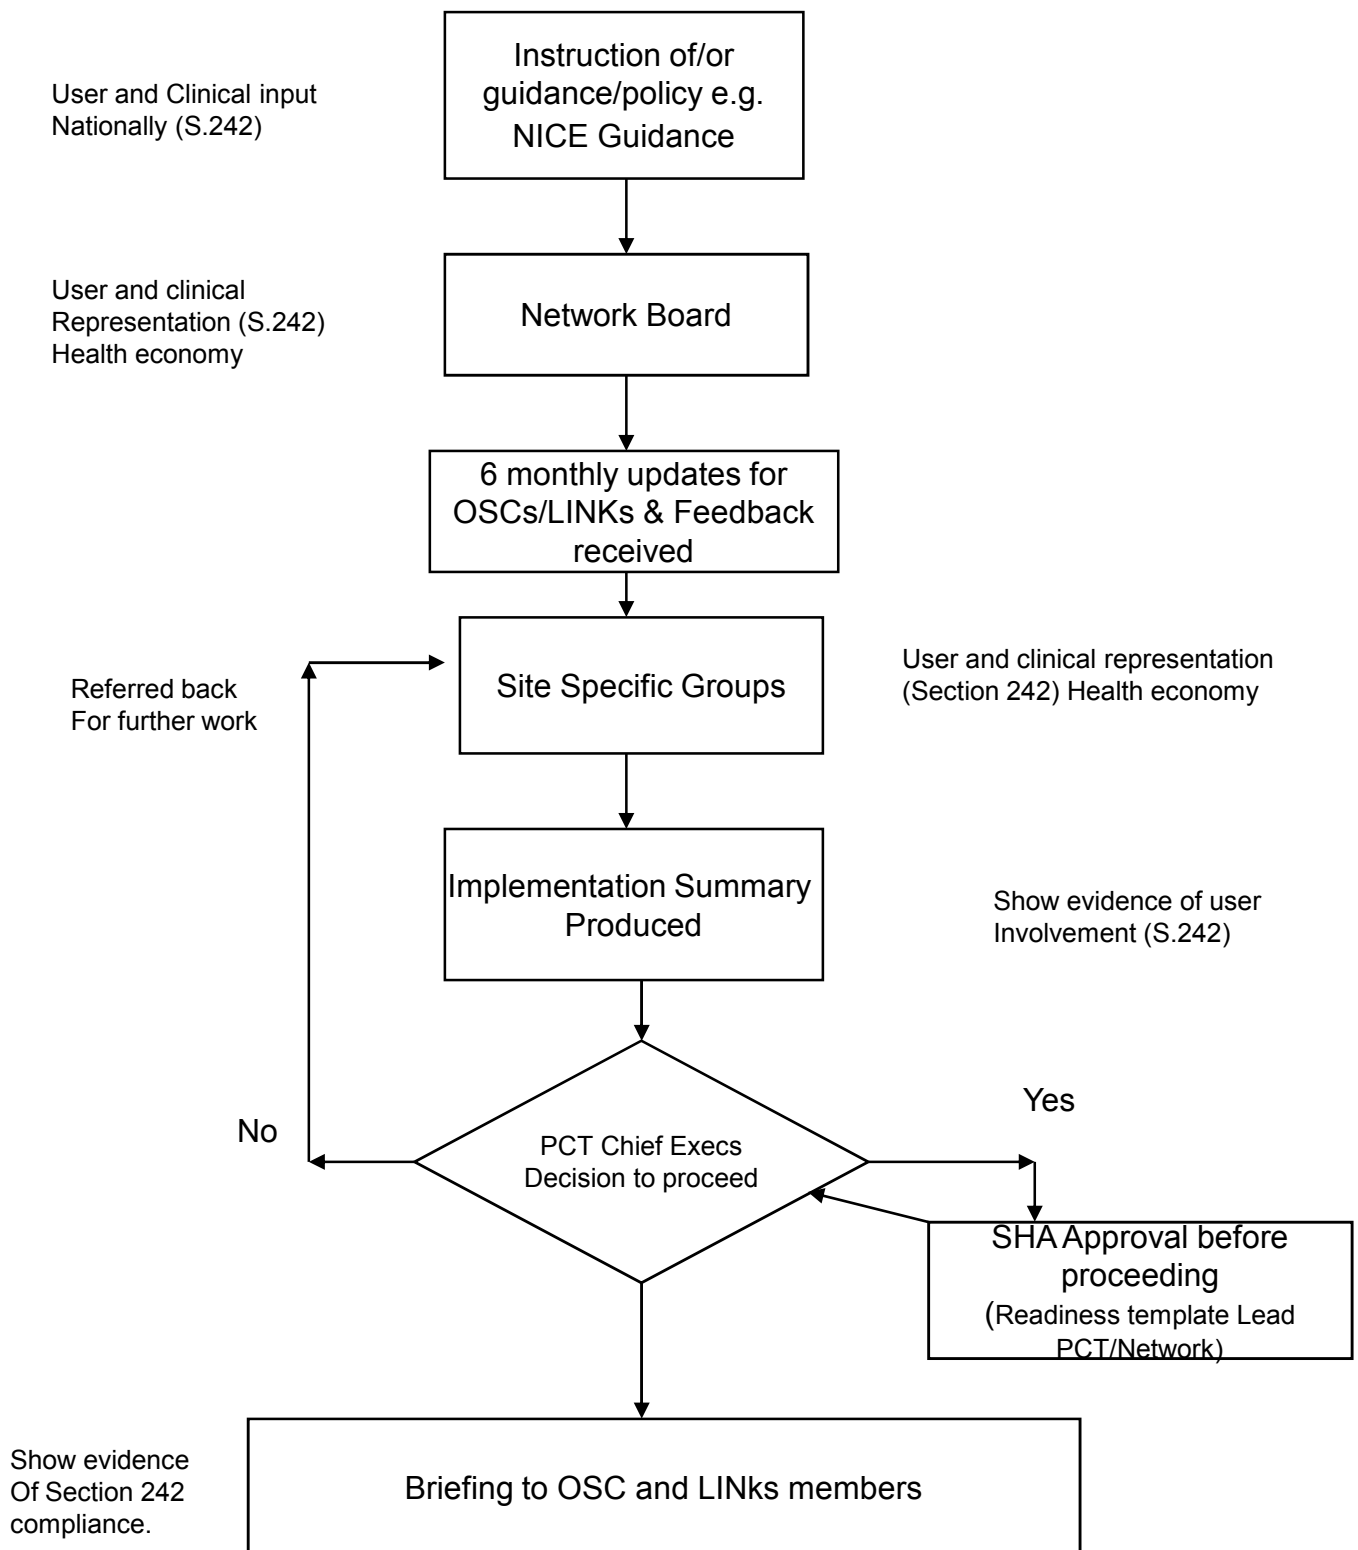 Instruction of/or
guidance/policy e.g.
NICE Guidance
User and Clinical input
Nationally (S.242)
User and clinical
Representation (S.242)
Health economy
Network Board
6 monthly updates for
OSCs/LINKs & Feedback
received
Site Specific Groups
User and clinical representation
(Section 242) Health economy
Referred back
For further work
Implementation Summary
Produced
Show evidence of user
Involvement (S.242)
No
Yes
PCT Chief Execs
Decision to proceed
SHA Approval before
proceeding
(Readiness template Lead
PCT/Network)
Show evidence
Of Section 242
compliance.
Briefing to OSC and LINks members